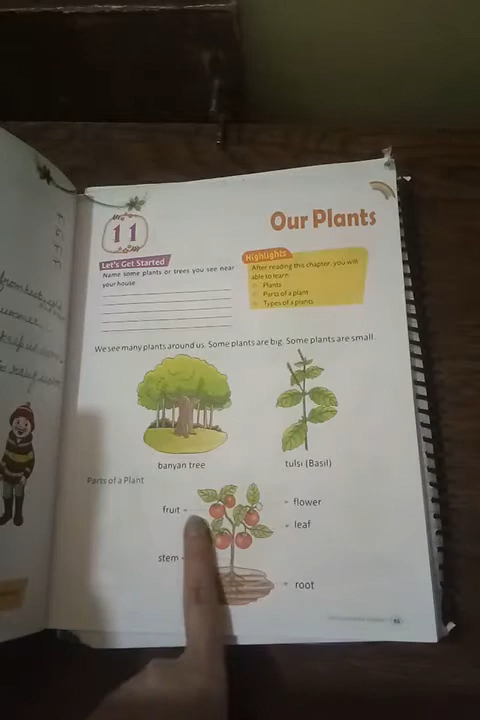 11
Our Plants
Let's Get Started
Name some plants or trees you see near
your house.
Highlights
After reading this chapter, you will
able to learn:
Plants
Parts of a plant
Types of a plants
We see many plants around us. Some plants are big. Some plants are small.
banyan tree
tulsi (Basil)
Parts of a Plant
fruit
flower
leaf
stem
root